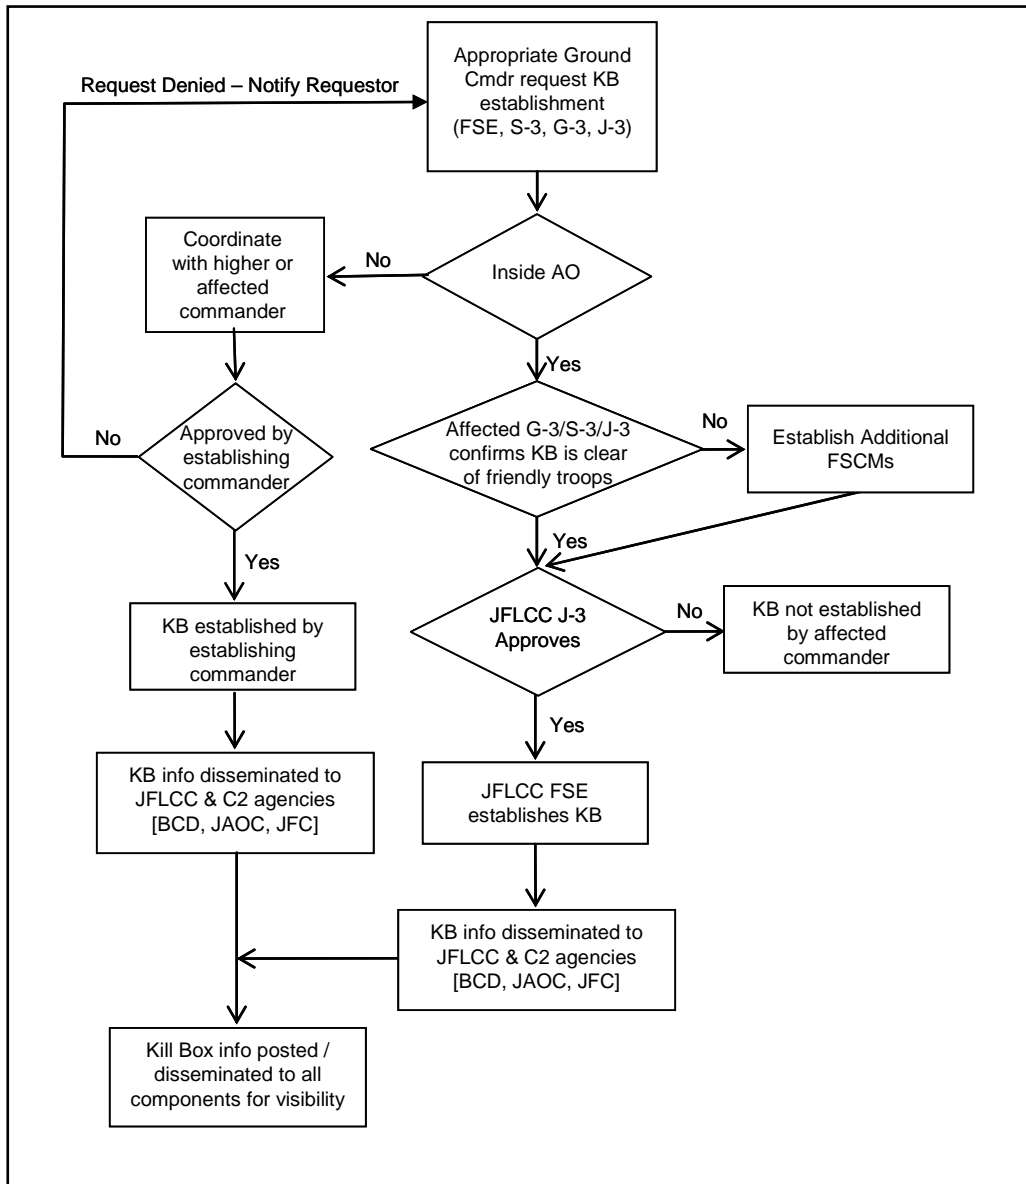 Appropriate Ground
Cmdr request KB
establishment
(FSE, S-3, G-3, J-3)
Request Denied – Notify Requestor
Coordinate
with higher or
affected
commander
No
Inside AO
Yes
No
Approved by
establishing
commander
Affected G-3/S-3/J-3
confirms KB is clear
of friendly troops
No
Establish Additional
FSCMs
Yes
Yes
KB established by
establishing
commander
JFLCC J-3
Approves
No
KB not established
by affected
commander
Yes
KB info disseminated to
JFLCC & C2 agencies
[BCD, JAOC, JFC]
JFLCC FSE
establishes KB
KB info disseminated to
JFLCC & C2 agencies
[BCD, JAOC, JFC]
Kill Box info posted /
disseminated to all
components for visibility